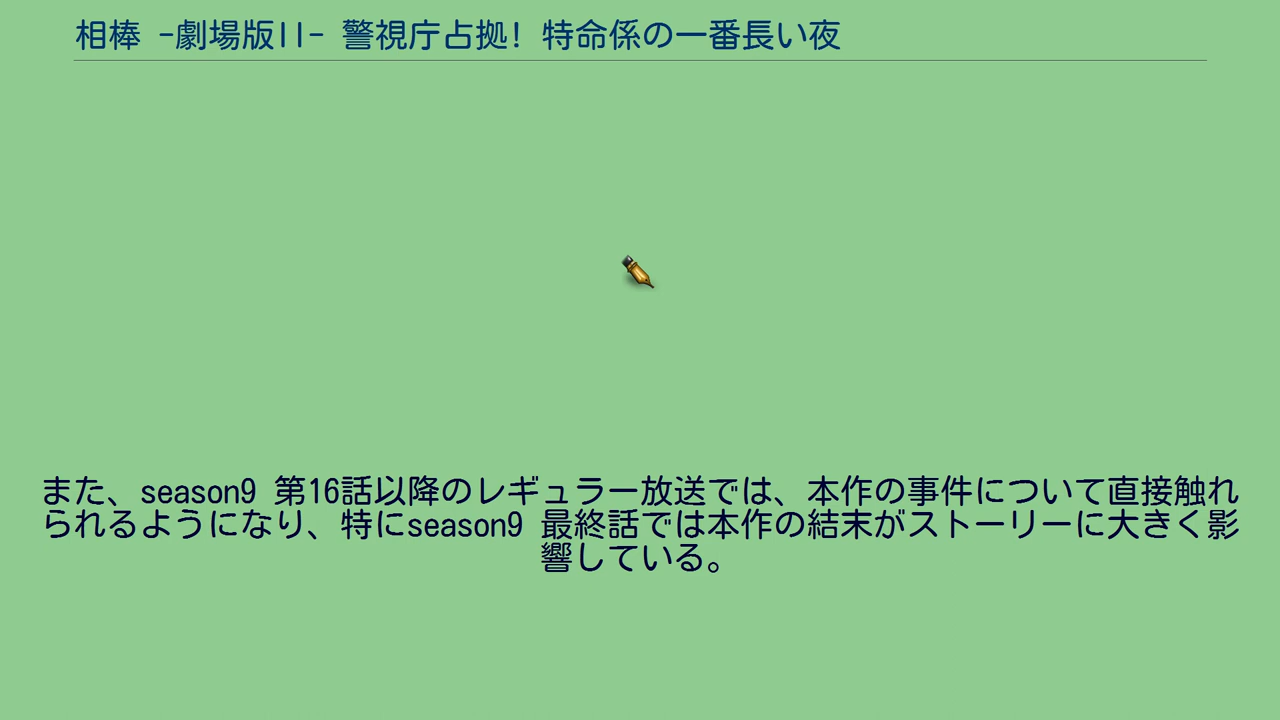 相棒 -劇場版II- 警視庁占拠! 特命係の一番長い夜
また、season9 第16話以降のレギュラー放送では、本作の事件について直接触れ
られるようになり、特にseason9 最終話では本作の結末がストーリーに大きく影
響している。